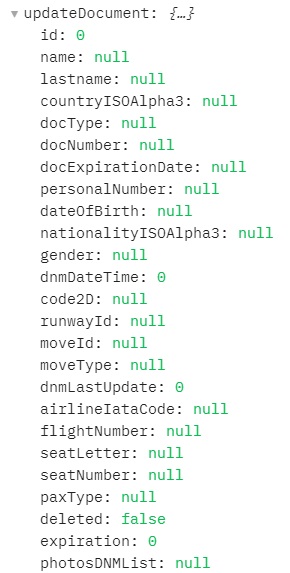 ▼ updateDocument: {…}
id: 0
name: null
lastname: null
countryISOAlpha3: null
docType: null
docNumber: null
docExpirationDate: null
personalNumber: null
dateOfBirth: null
nationalityISOAlpha3: null
gender: null
dnmDateTime: 0
code2D: null
runwayId: null
moveId: null
moveType: null
dnmLastUpdate: 0
airlineIataCode: null
flightNumber: null
seatLetter: null
seatNumber: null
paxType: null
deleted: false
expiration: 0
photosDNMList: null